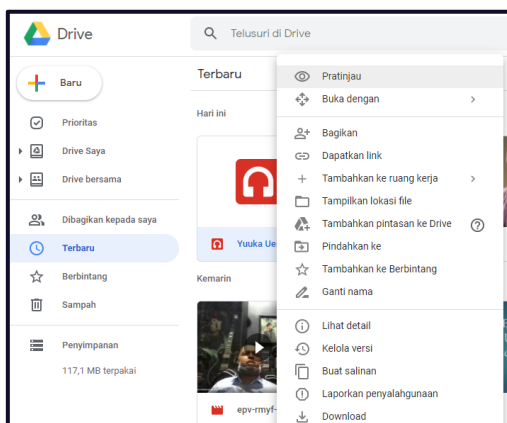 Drive
Telusuri di Drive
Baru
Prioritas
Drive Saya
Drive bersama
Dibagikan kepada saya
Terbaru
Berbintang
Sampah
Penyimpanan
117,1 MB terpakai
Terbaru
Hari ini
Yuuka Ue
Kemarin
epv-rmyf-
Pratinjau
Buka dengan
Bagikan
Dapatkan link
Tambahkan ke ruang kerja
Tampilkan lokasi file
Tambahkan pintasan ke Drive
Pindahkan ke
Tambahkan ke Berbintang
Ganti nama
Lihat detail
Kelola versi
Buat salinan
Laporkan penyalahgunaan
Download